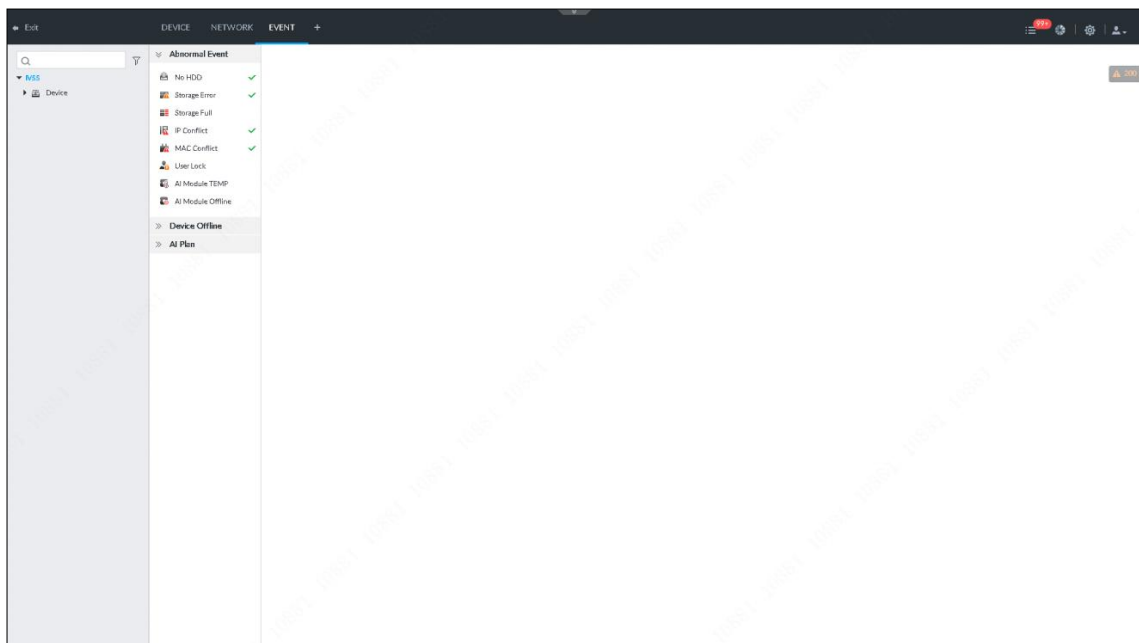 Exit
DEVICE NETWORK EVENT +
99+
IVSS
Device
Abnormal Event
No HDD
Storage Error
Storage Full
IP Conflict
MAC Conflict
User Lock
AI Module TEMP
AI Module Offline
Device Offline
AI Plan
200